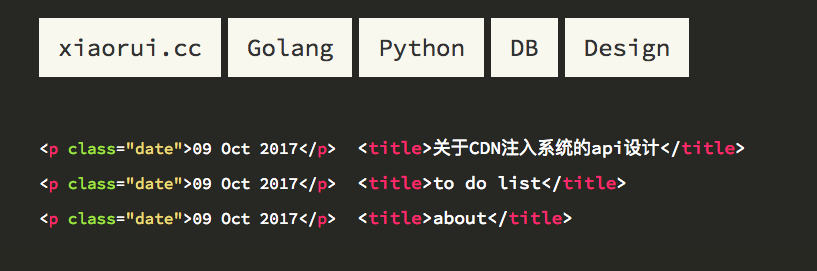 xiaorui.cc Golang Python DB Design
<p class="date">09 Oct 2017</p> <title>关于CDN注入系统的api设计</title>
<p class="date">09 Oct 2017</p> <title>to do list</title>
<p class="date">09 Oct 2017</p> <title>about</title>